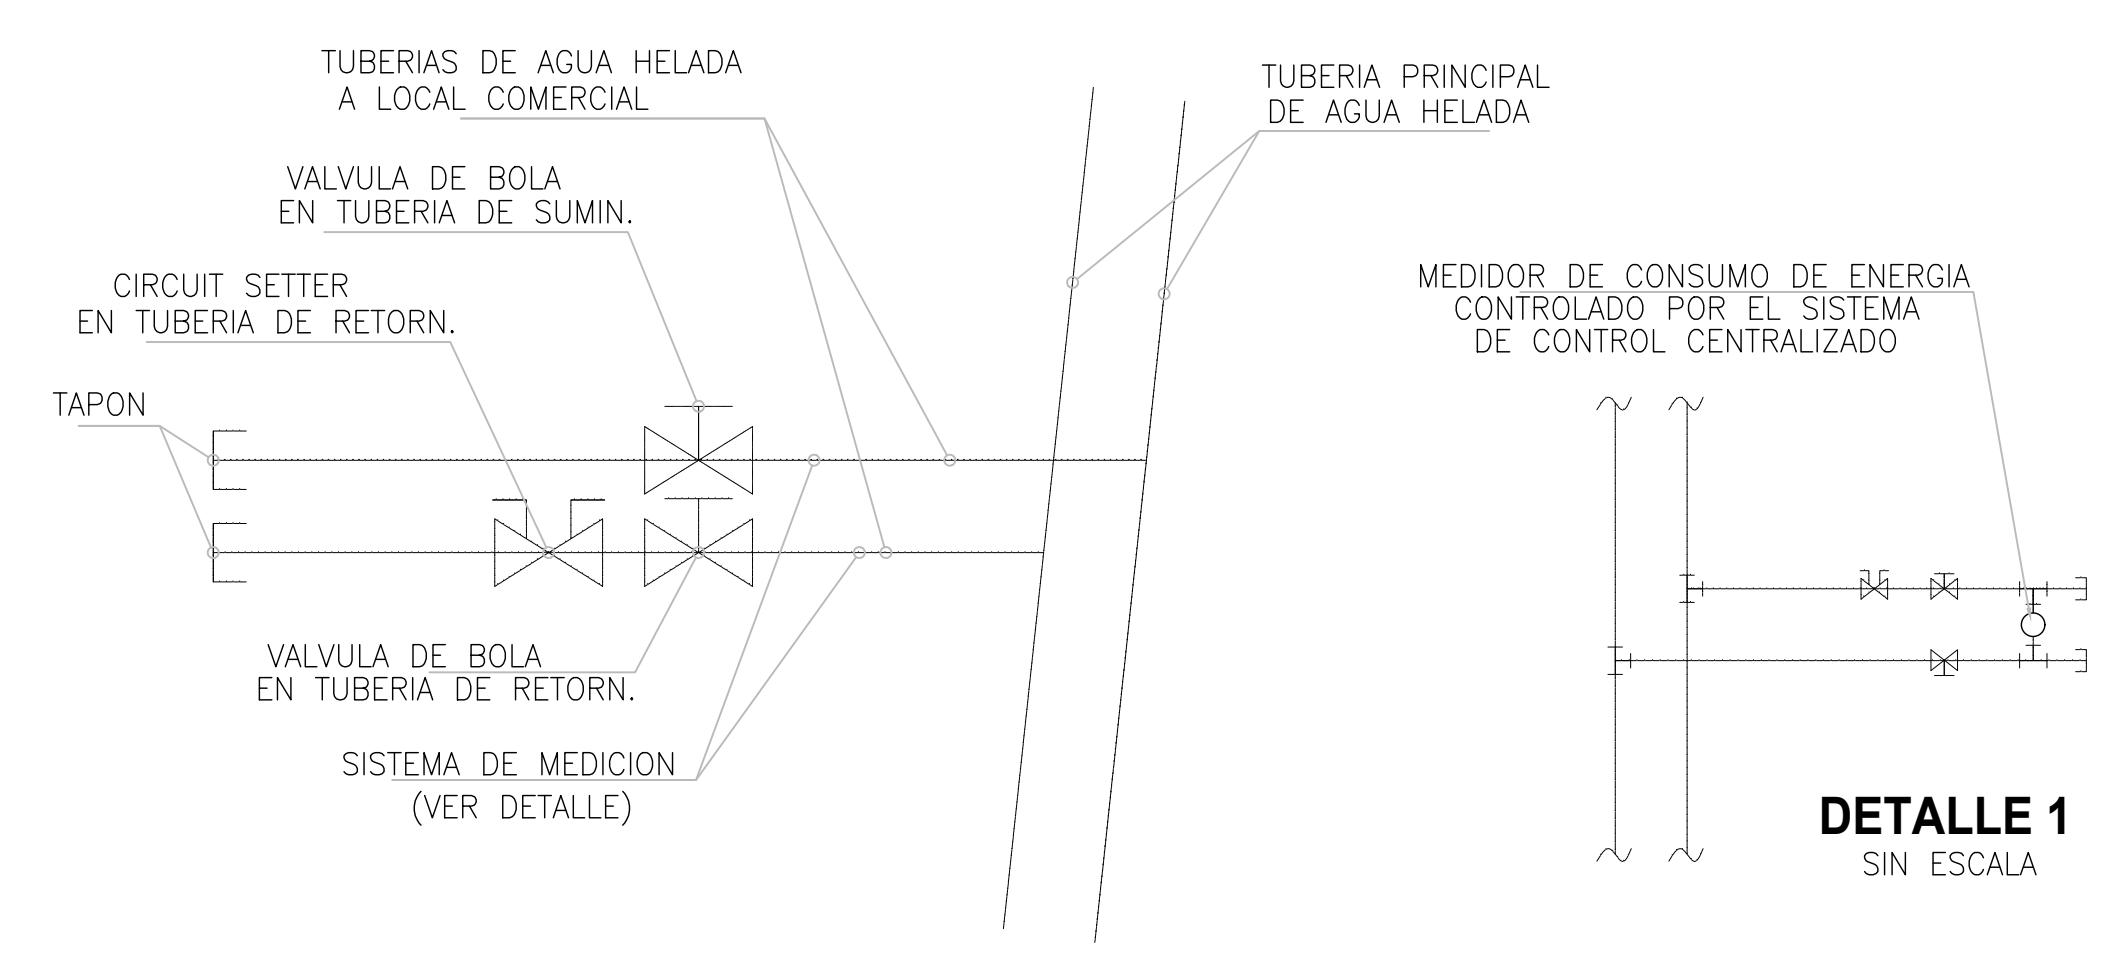 TUBERIAS DE AGUA HELADA
A LOCAL COMERCIAL
TUBERIA PRINCIPAL
DE AGUA HELADA
VALVULA DE BOLA
EN TUBERIA DE SUMIN.
CIRCUIT SETTER
EN TUBERIA DE RETORN.
MEDIDOR DE CONSUMO DE ENERGIA
CONTROLADO POR EL SISTEMA
DE CONTROL CENTRALIZADO
TAPON
VALVULA DE BOLA
EN TUBERIA DE RETORN.
SISTEMA DE MEDICION
(VER DETALLE)
DETALLE 1
SIN ESCALA